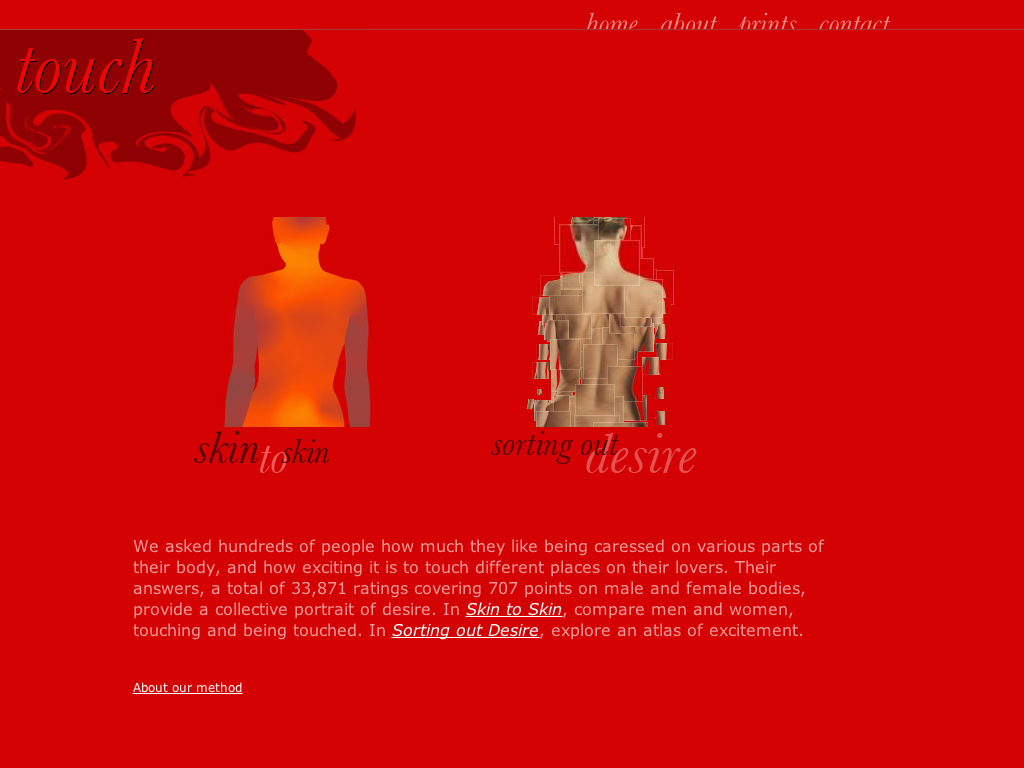 home about prints contact
touch
skin to skin
sorting out desire
We asked hundreds of people how much they like being caressed on various parts of
their body, and how exciting it is to touch different places on their lovers. Their
answers, a total of 33,871 ratings covering 707 points on male and female bodies,
provide a collective portrait of desire. In Skin to Skin, compare men and women,
touching and being touched. In Sorting out Desire, explore an atlas of excitement.
About our method